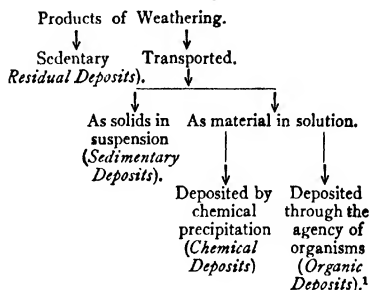 Products of Weathering.
Sedentary Transported.
Residual Deposits).
As solids in As material in solution.
suspension
(Sedimentary
Deposits).
Deposited by Deposited
chemical through the
precipitation agency of
(Chemical organisms
Deposits) (Organic
Deposits).¹